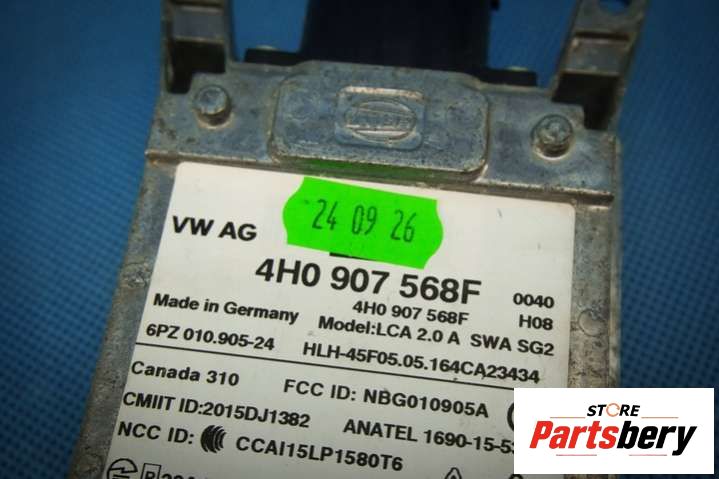 24 09 26
VW AG
4H0 907 568F 0040
4H0 907 568F H08
Made in Germany Model:LCA 2.0 A SWA SG2
6PZ 010.905-24 HLH-45F05.05.164CA23434
Canada 310 FCC ID: NBG010905A
CMIIT ID:2015DJ1382 ANATEL 1690-15-53
NCC ID: CCAI15LP1580T6
STORE
Partsbery